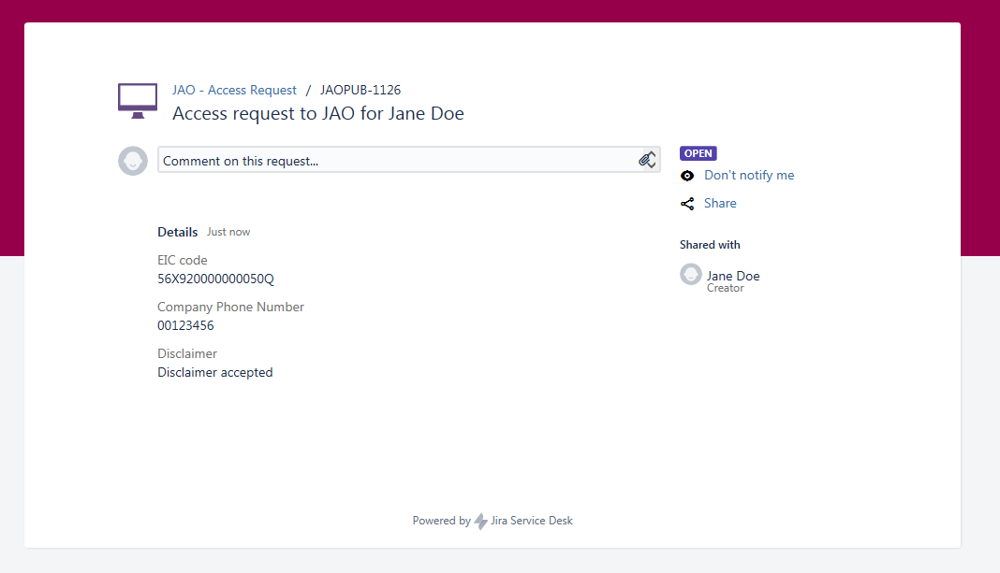 JAO - Access Request / JAOPUB-1126
Access request to JAO for Jane Doe
Comment on this request...
OPEN
Don't notify me
Share
Details Just now
EIC code
56X920000000050Q
Company Phone Number
00123456
Disclaimer
Disclaimer accepted
Shared with
Jane Doe
Creator
Powered by Jira Service Desk